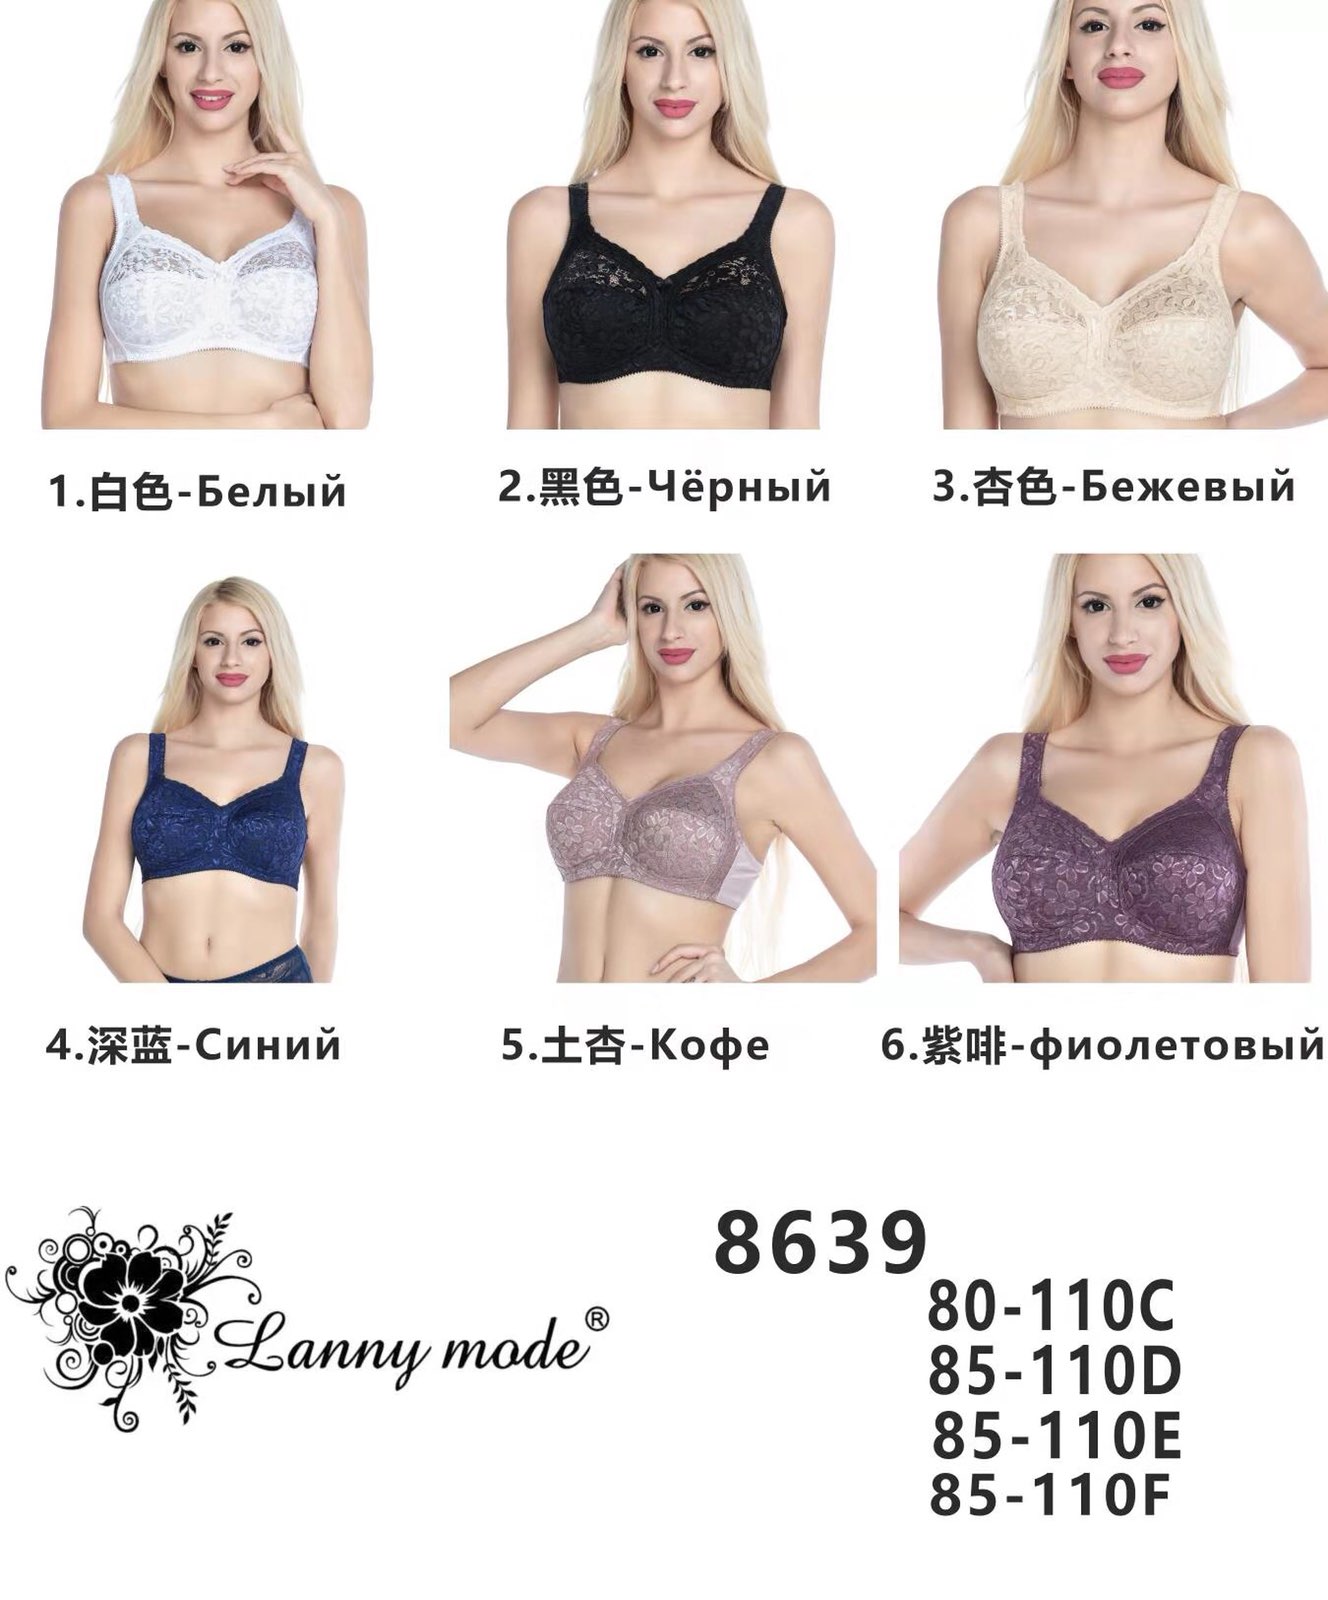 1.白色-Белый
2.黑色-Чёрный
3.杏色-Бежевый
4.深蓝-Синий
5.土杏-Кофе
6.紫啡-фиолетовый
Lanny mode®
8639
80-110C
85-110D
85-110E
85-110F